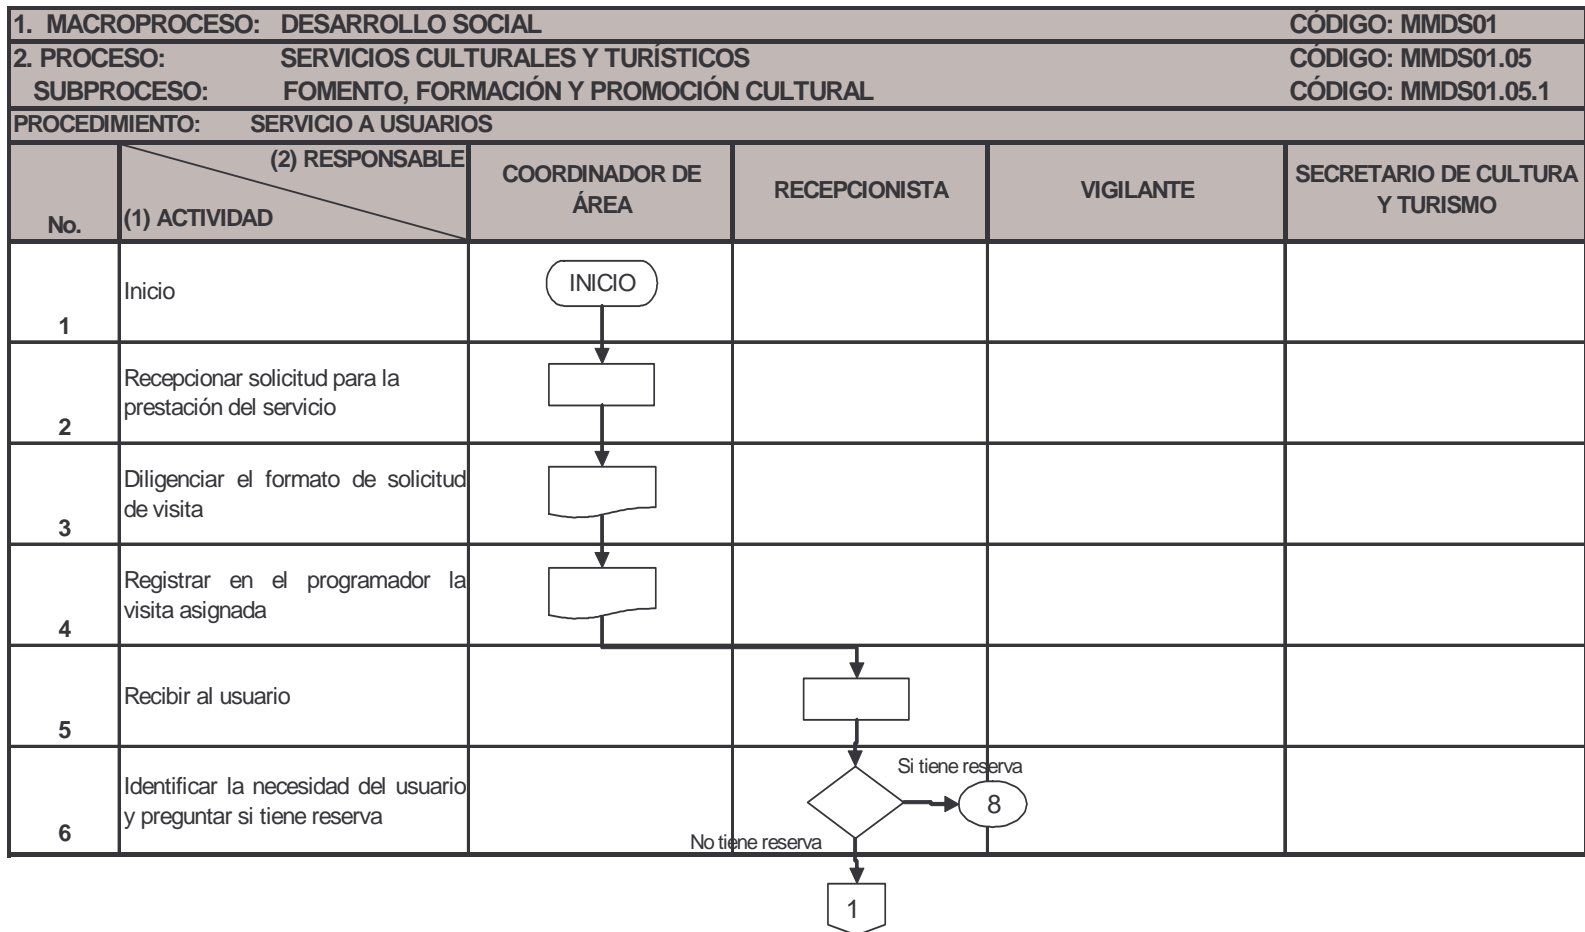 1. MACROPROCESO: DESARROLLO SOCIAL CÓDIGO: MMDS01
2. PROCESO: SERVICIOS CULTURALES Y TURÍSTICOS CÓDIGO: MMDS01.05
SUBPROCESO: FOMENTO, FORMACIÓN Y PROMOCIÓN CULTURAL CÓDIGO: MMDS01.05.1
PROCEDIMIENTO: SERVICIO A USUARIOS
No.
(2) RESPONSABLE
(1) ACTIVIDAD
COORDINADOR DE
ÁREA
RECEPCIONISTA
VIGILANTE
SECRETARIO DE CULTURA
Y TURISMO
1
Inicio
INICIO
2
Recepcionar solicitud para la
prestación del servicio
3
Diligenciar el formato de solicitud
de visita
4
Registrar en el programador la
visita asignada
5
Recibir al usuario
6
Identificar la necesidad del usuario
y preguntar si tiene reserva
Si tiene reserva
8
No tiene reserva
1